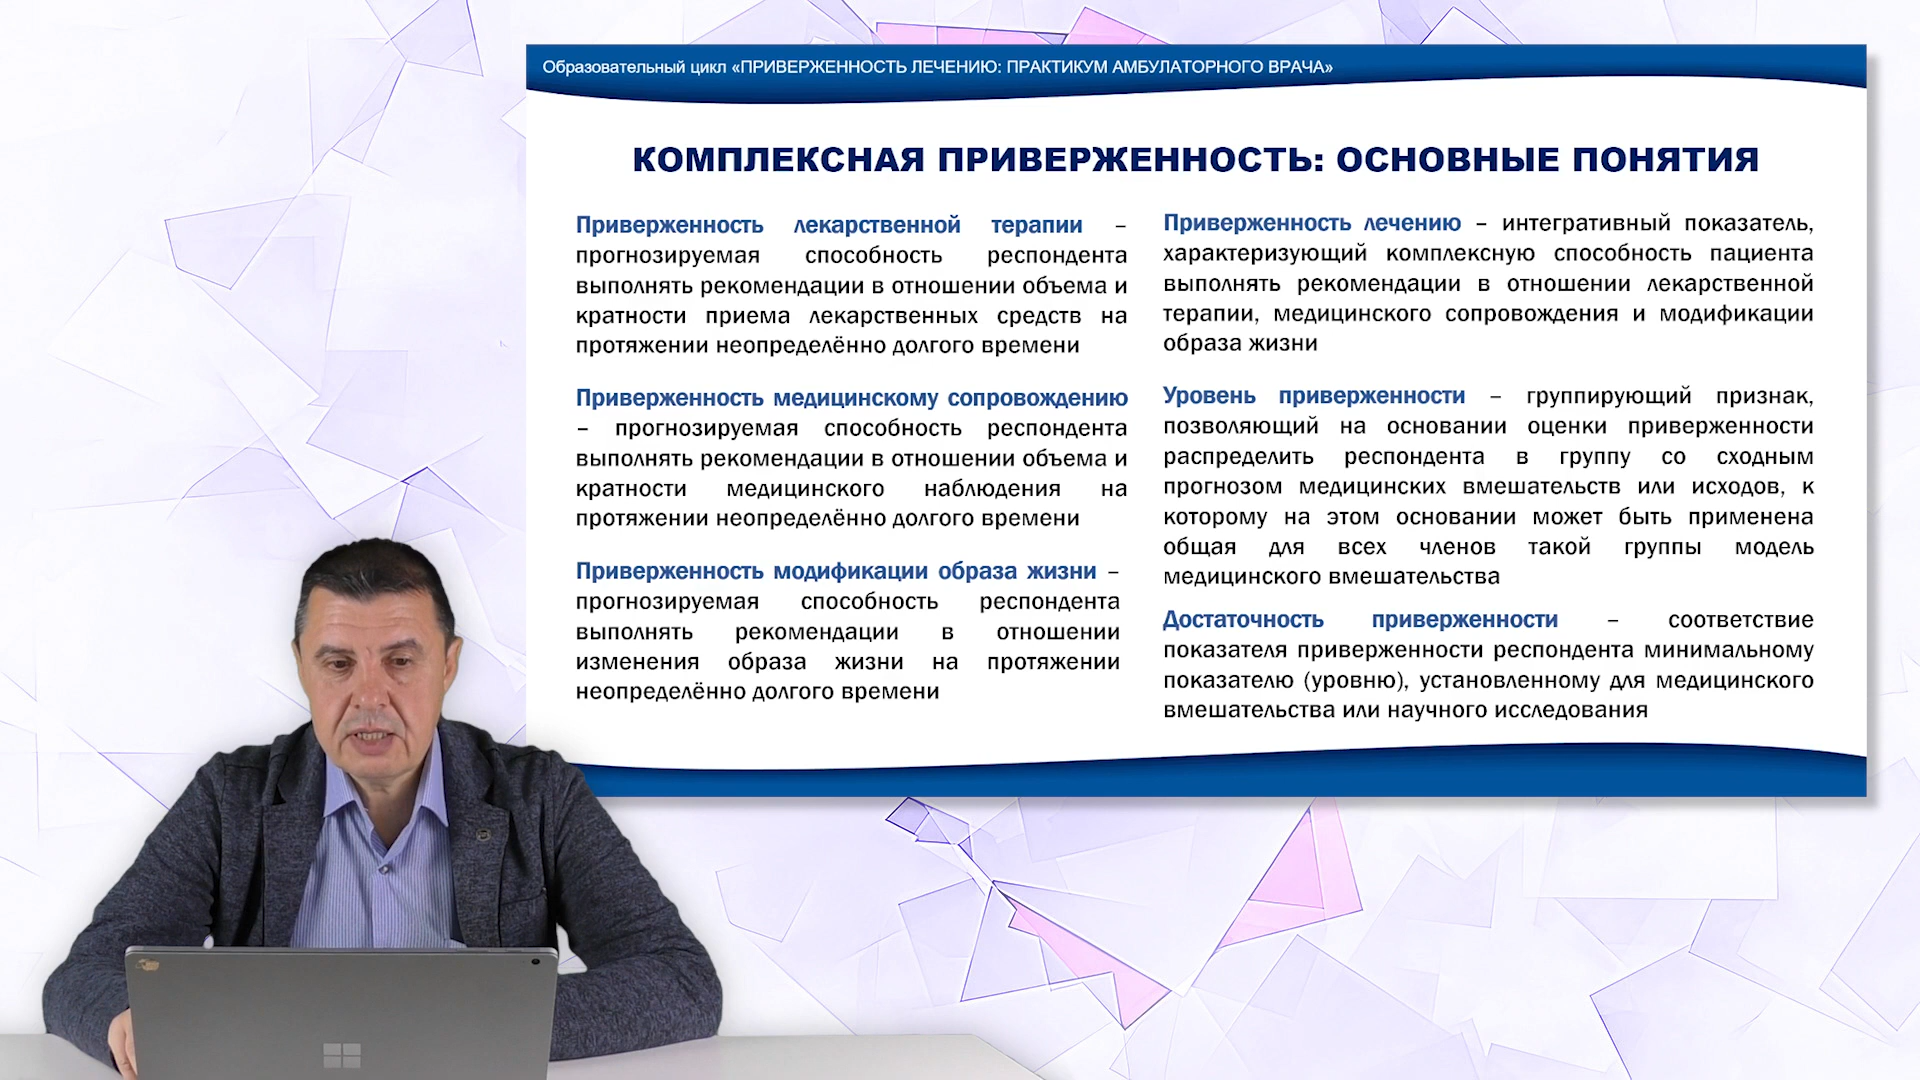 Образовательный цикл «ПРИВЕРЖЕННОСТЬ ЛЕЧЕНИЮ: ПРАКТИКУМ АМБУЛАТОРНОГО ВРАЧА»
КОМПЛЕКСНАЯ ПРИВЕРЖЕННОСТЬ: ОСНОВНЫЕ ПОНЯТИЯ
Приверженность лекарственной терапии –
прогнозируемая способность респондента
выполнять рекомендации в отношении объема и
кратности приема лекарственных средств на
протяжении неопределённо долгого времени
Приверженность медицинскому сопровождению
– прогнозируемая способность респондента
выполнять рекомендации в отношении объема и
кратности медицинского наблюдения на
протяжении неопределённо долгого времени
Приверженность модификации образа жизни –
прогнозируемая способность респондента
выполнять рекомендации в отношении
изменения образа жизни на протяжении
неопределённо долгого времени
Приверженность лечению – интегративный показатель,
характеризующий комплексную способность пациента
выполнять рекомендации в отношении лекарственной
терапии, медицинского сопровождения и модификации
образа жизни
Уровень приверженности – группирующий признак,
позволяющий на основании оценки приверженности
распределить респондента в группу со сходным
прогнозом медицинских вмешательств или исходов, к
которому на этом основании может быть применена
общая для всех членов такой группы модель
медицинского вмешательства
Достаточность приверженности – соответствие
показателя приверженности респондента минимальному
показателю (уровню), установленному для медицинского
вмешательства или научного исследования